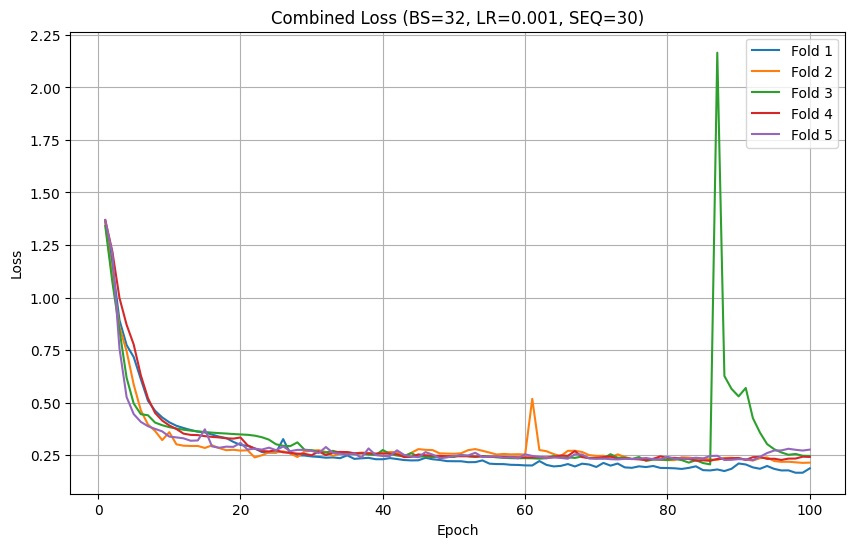 Combined Loss (BS=32, LR=0.001, SEQ=30)
2.25
2.00
1.75
1.50
1.25
1.00
0.75
0.50
0.25
Loss
Fold 1
Fold 2
Fold 3
Fold 4
Fold 5
0
20
40
60
80
100
Epoch